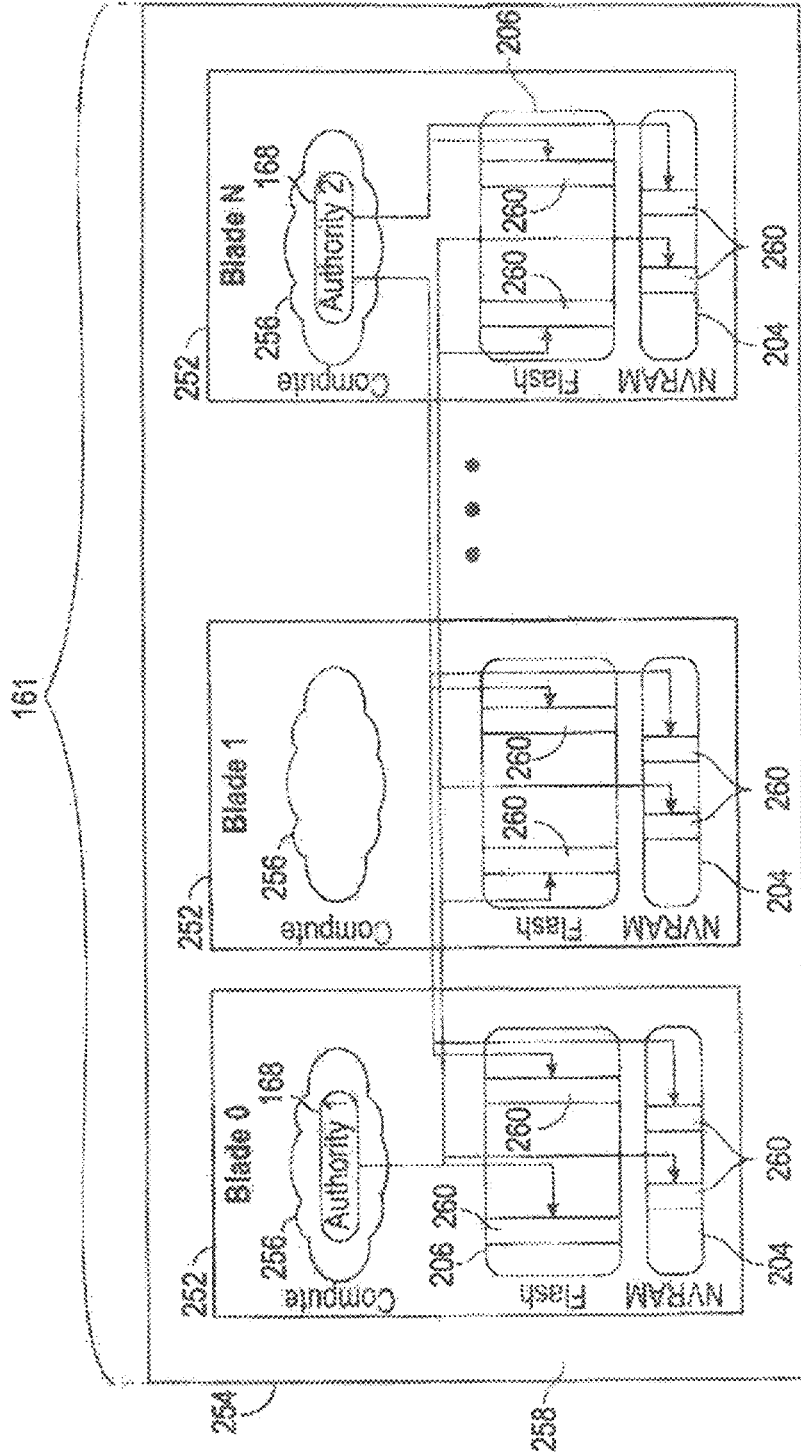 161
254
252
Blade 0
256
168
Authority 1
Compute
206
260
260
Flash
NVRAM
204
260
252
Blade 1
256
Compute
260
260
Flash
NVRAM
204
260
252
Blade N
256
168
Authority 2
Compute
260
260
206
Flash
NVRAM
204
260
258